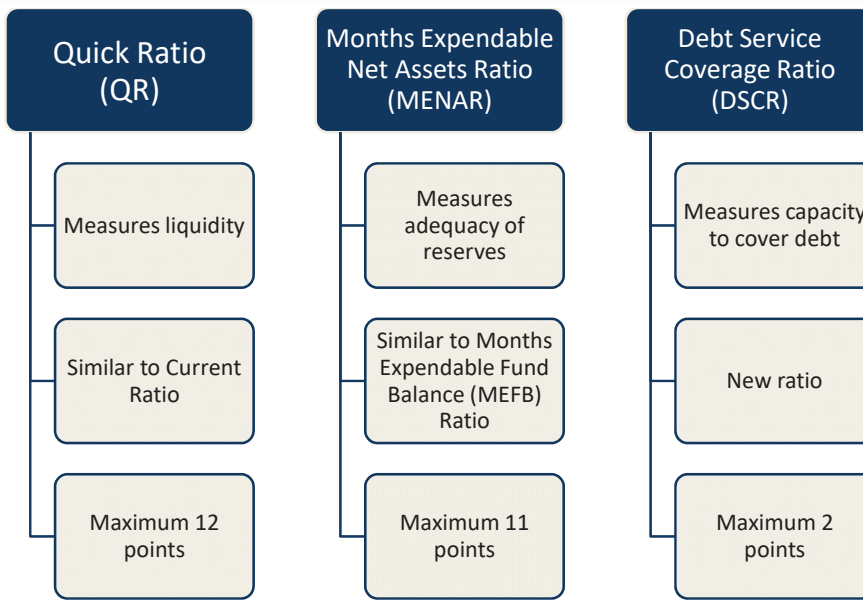 Quick Ratio
(QR)
Measures liquidity
Similar to Current
Ratio
Maximum 12
points
Months Expendable
Net Assets Ratio
(MENAR)
Measures
adequacy of
reserves
Similar to Months
Expendable Fund
Balance (MEFB)
Ratio
Maximum 11
points
Debt Service
Coverage Ratio
(DSCR)
Measures capacity
to cover debt
New ratio
Maximum 2
points